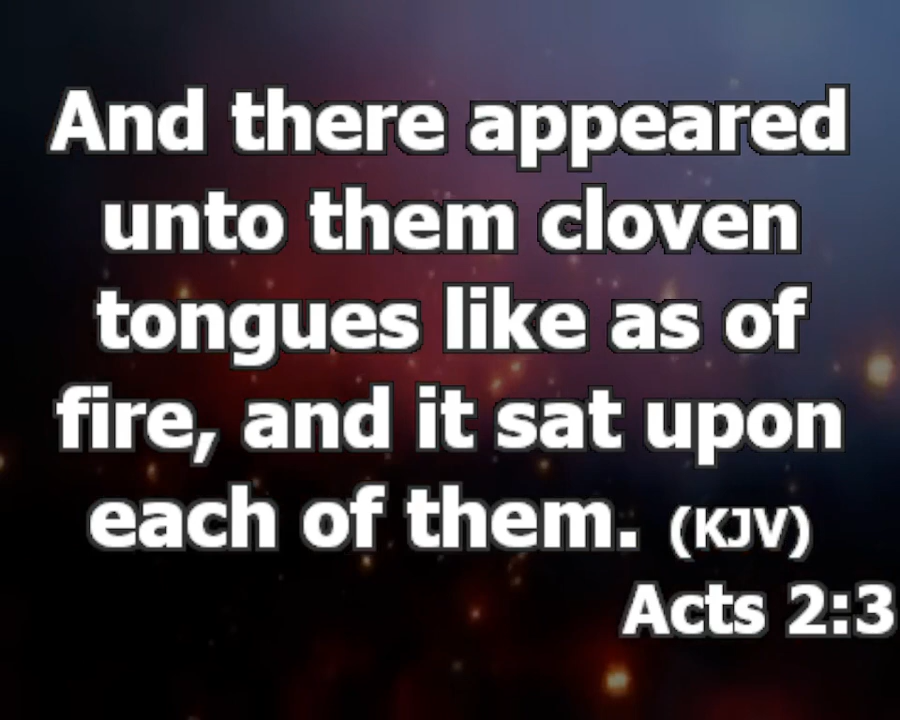 And there appeared
unto them cloven
tongues like as of
fire, and it sat upon
each of them. (KJV)
Acts 2:3